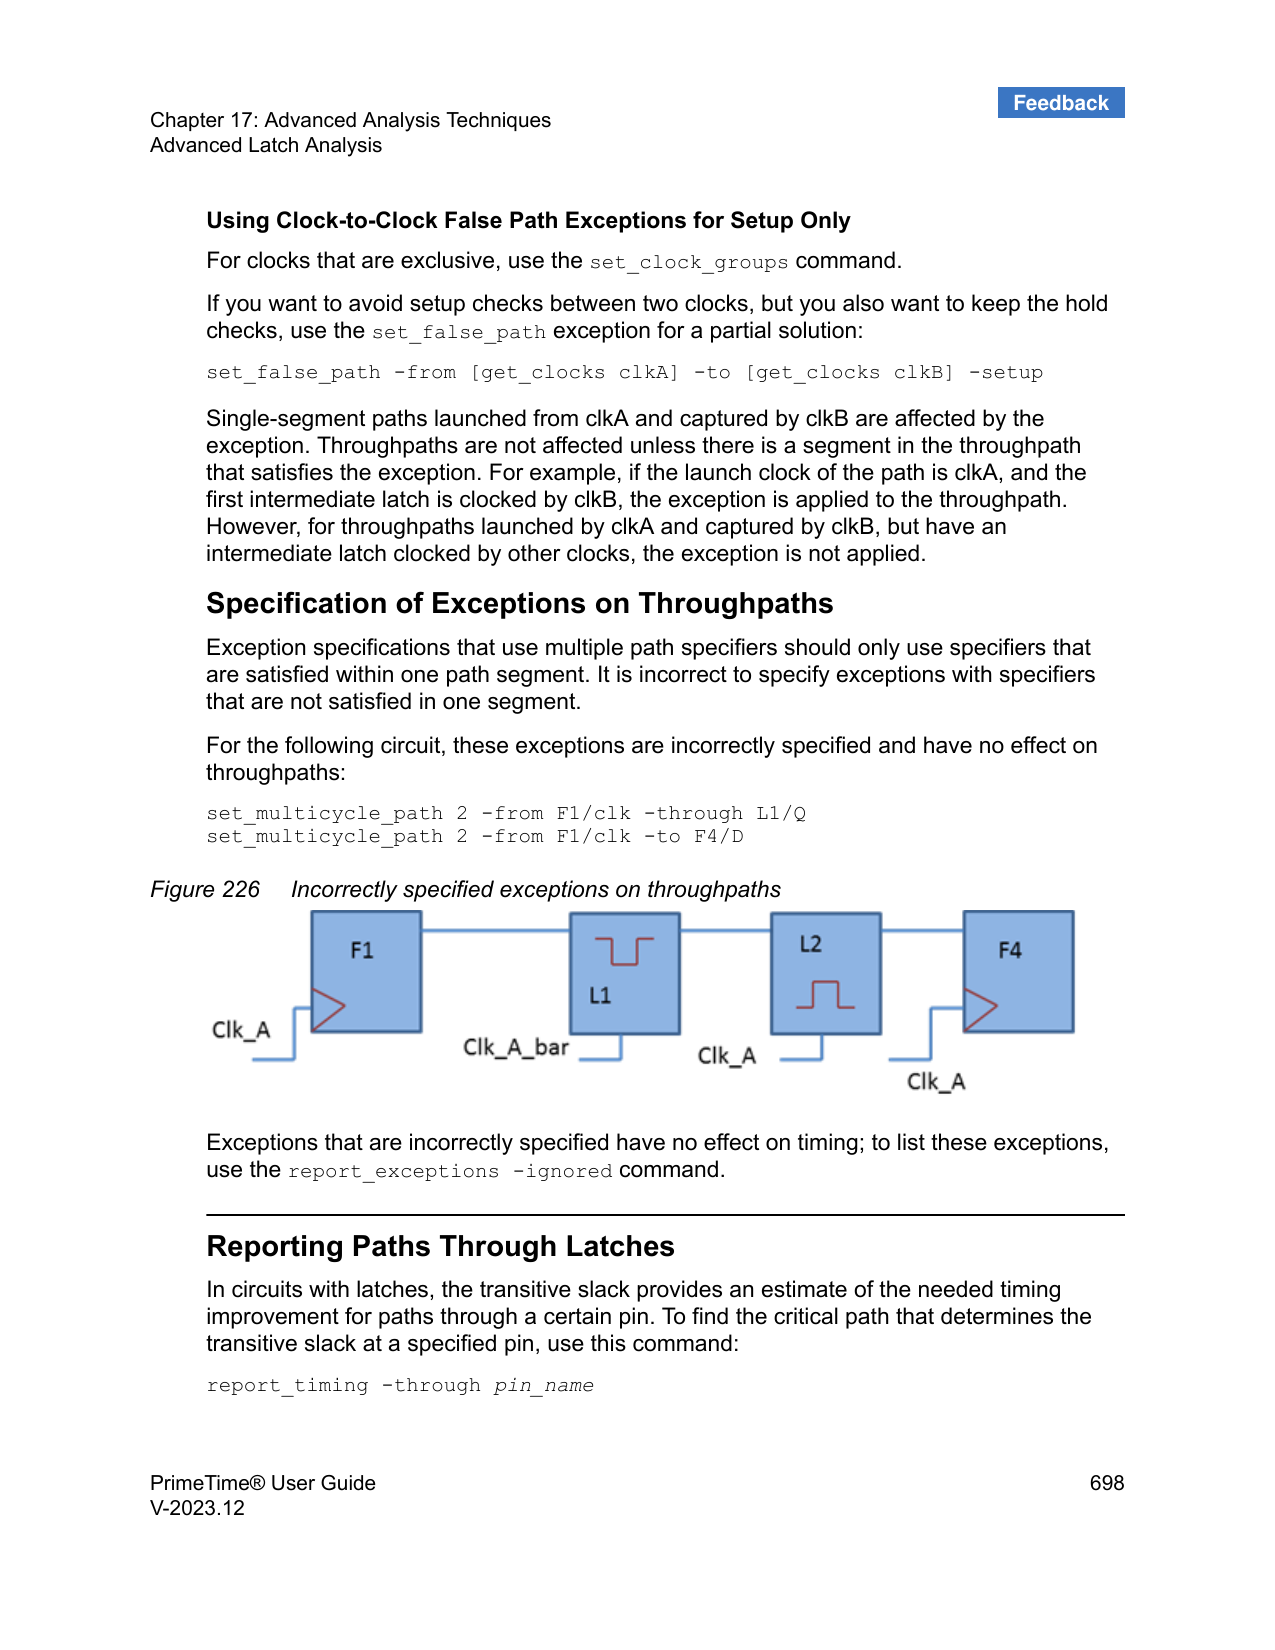 Feedback
Chapter 17: Advanced Analysis Techniques
Advanced Latch Analysis
Using Clock-to-Clock False Path Exceptions for Setup Only
For clocks that are exclusive, use the set_clock_groups command.
If you want to avoid setup checks between two clocks, but you also want to keep the hold
checks, use the set_false_path exception for a partial solution:
set_false_path -from [get_clocks clkA] -to [get_clocks clkB] -setup
Single-segment paths launched from clkA and captured by clkB are affected by the
exception. Throughpaths are not affected unless there is a segment in the throughpath
that satisfies the exception. For example, if the launch clock of the path is clkA, and the
first intermediate latch is clocked by clkB, the exception is applied to the throughpath.
However, for throughpaths launched by clkA and captured by clkB, but have an
intermediate latch clocked by other clocks, the exception is not applied.
Specification of Exceptions on Throughpaths
Exception specifications that use multiple path specifiers should only use specifiers that
are satisfied within one path segment. It is incorrect to specify exceptions with specifiers
that are not satisfied in one segment.
For the following circuit, these exceptions are incorrectly specified and have no effect on
throughpaths:
set_multicycle_path 2 -from F1/clk -through L1/Q
set_multicycle_path 2 -from F1/clk -to F4/D
Figure 226 Incorrectly specified exceptions on throughpaths
F1
L1
L2
F4
Clk_A
Clk_A_bar
Clk_A
Clk_A
Exceptions that are incorrectly specified have no effect on timing; to list these exceptions,
use the report_exceptions -ignored command.
Reporting Paths Through Latches
In circuits with latches, the transitive slack provides an estimate of the needed timing
improvement for paths through a certain pin. To find the critical path that determines the
transitive slack at a specified pin, use this command:
report_timing -through pin_name
PrimeTime® User Guide
V-2023.12
698